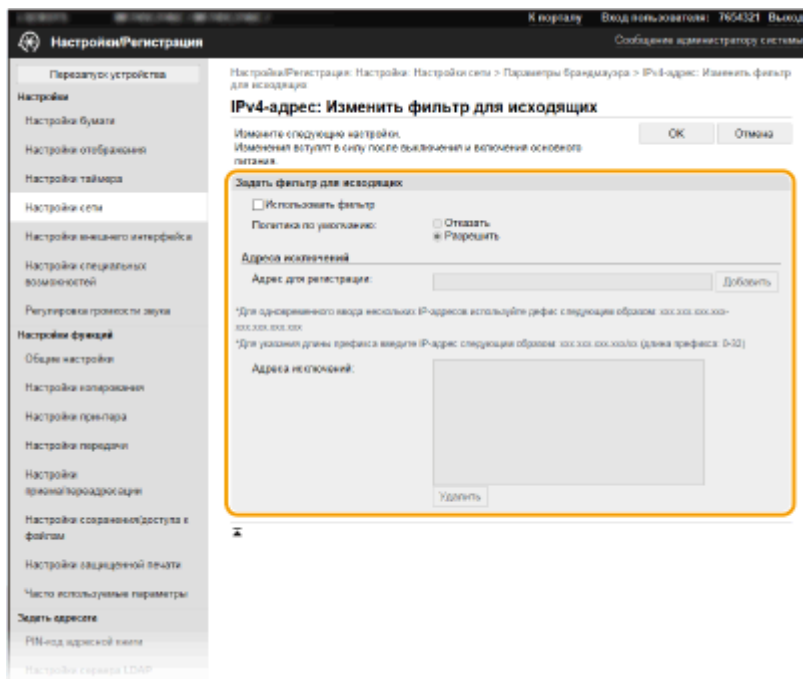 К порталу Вход пользователя: 7654321 Выход
Настройки/Регистрация
Сообщение администратору системы
Перезапуск устройства
Настройки
Настройки бумаги
Настройки отображения
Настройки таймера
Настройки сети
Настройки внешнего интерфейса
Настройки специальных
возможностей
Регулировка громкости звука
Настройки функций
Общие настройки
Настройки копирования
Настройки принтера
Настройки передачи
Настройки
приема/переадресации
Настройки сохранения/доступа к
файлам
Настройки защищенной печати
Часто используемые параметры
Задать адресата
PIN-код адресной книги
Настройки сервера LDAP
Настройки/Регистрация: Настройки: Настройки сети > Параметры брандмауэра > IPv4-адрес: Изменить фильтр
для исходящих
IPv4-адрес: Изменить фильтр для исходящих
Измените следующие настройки.
Изменения вступят в силу после выключения и включения основного
питания.
OK Отмена
Задать фильтр для исходящих
Использовать фильтр
Политика по умолчанию: Отказать
Разрешить
Адреса исключений
Адрес для регистрации: Добавить
*Для одновременного ввода нескольких IP-адресов используйте дефис следующим образом: xxx.xxx.xxx.xxx-
xxx.xxx.xxx.xxx
*Для указания длины префикса введите IP-адрес следующим образом: xxx.xxx.xxx.xxx/xx (длина префикса: 0-32)
Адреса исключений:
Удалить